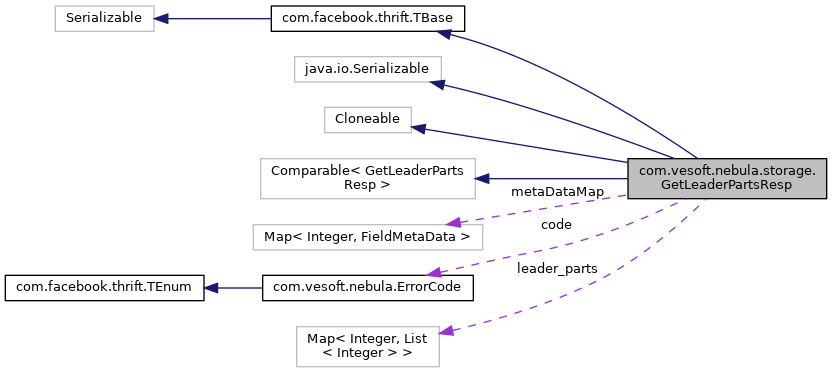 Serializable
com.facebook.thrift.TBase
java.io.Serializable
Cloneable
Comparable< GetLeaderParts
Resp >
com.vesoft.nebula.storage.
GetLeaderPartsResp
metaDataMap
Map< Integer, FieldMetaData >
code
com.facebook.thrift.TEnum
com.vesoft.nebula.ErrorCode
leader_parts
Map< Integer, List
< Integer > >